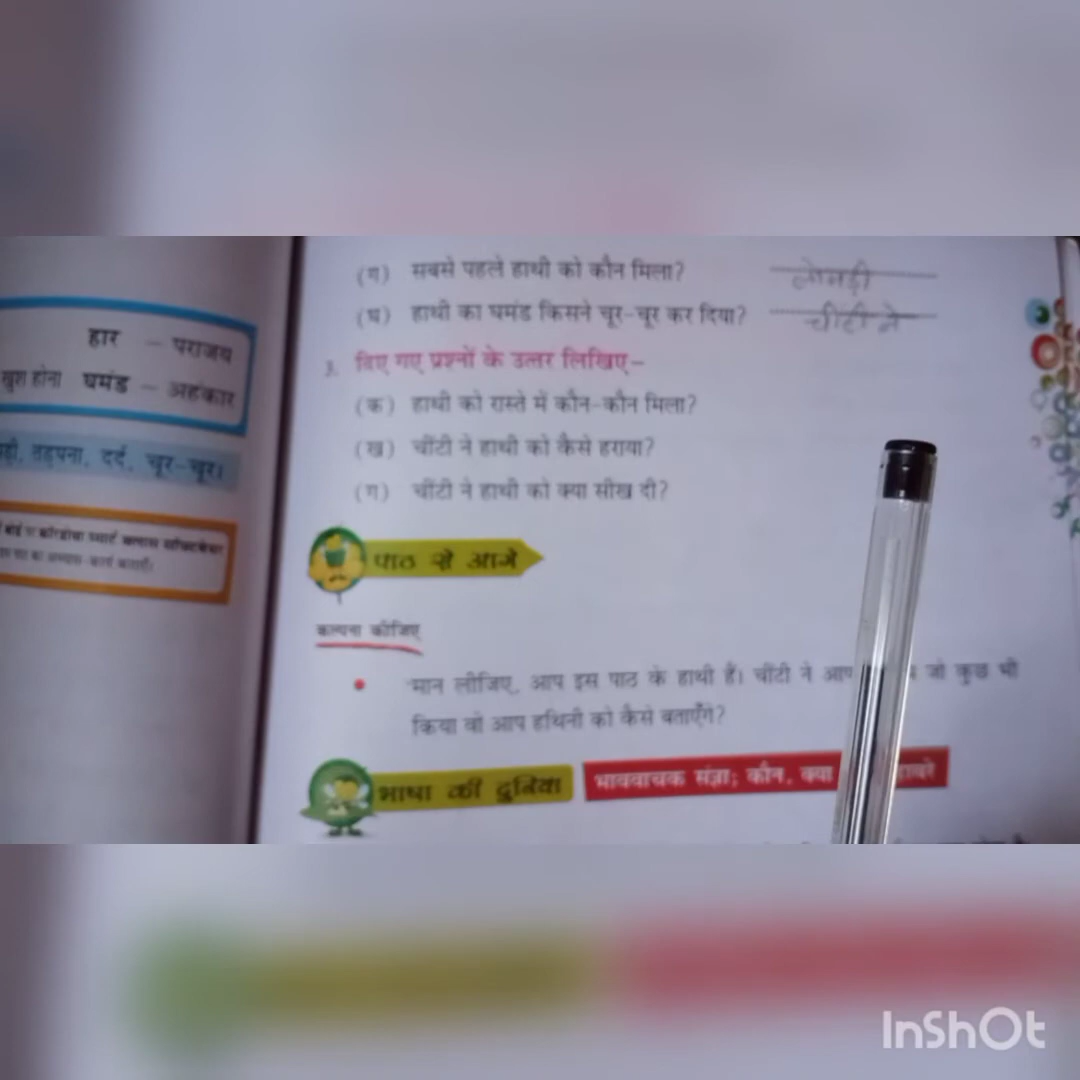 हार – पराजय
खुश होना घमंड – अहंकार
तड़पना, दर्द, चूर-चूर।
(ग) सबसे पहले हाथी को कौन मिला? लोमड़ी
(घ) हाथी का घमंड किसने चूर-चूर कर दिया? चींटी ने
3. दिए गए प्रश्नों के उत्तर लिखिए–
(क) हाथी को रास्ते में कौन-कौन मिला?
(ख) चींटी ने हाथी को कैसे हराया?
(ग) चींटी ने हाथी को क्या सीख दी?
पाठ से आगे
कल्पना कीजिए
• मान लीजिए, आप इस पाठ के हाथी हैं। चींटी ने आप जो कुछ भी
किया वो आप हथिनी को कैसे बताएँगे?
भाषा की दुनिया भाववाचक संज्ञा; कौन, क्या
InShOt